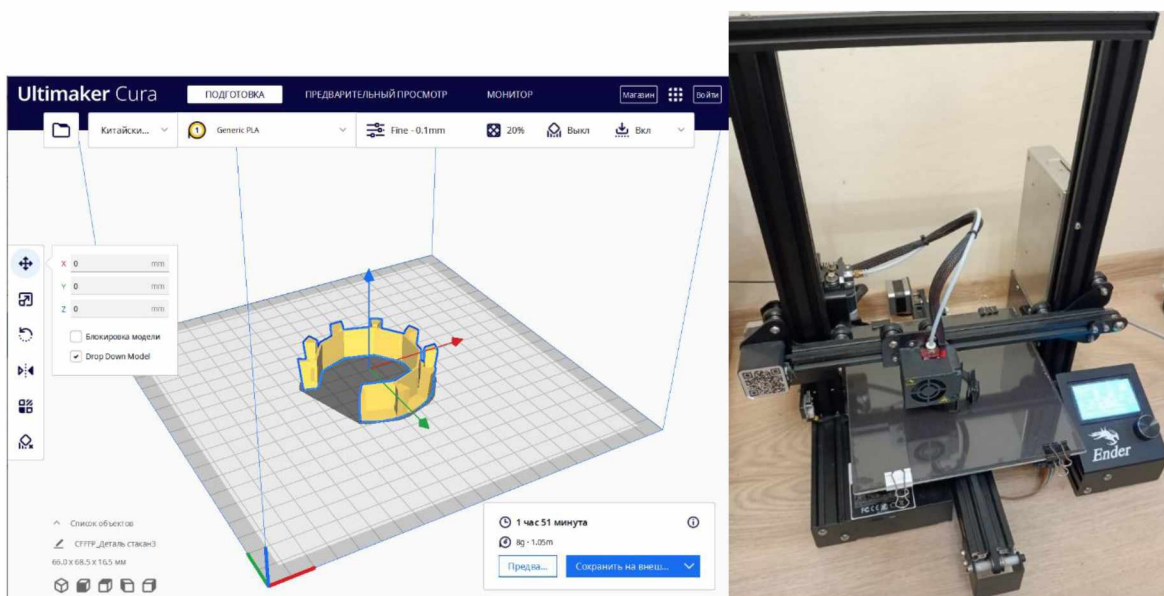 Ultimaker Cura ПОДГОТОВКА ПРЕДВАРИТЕЛЬНЫЙ ПРОСМОТР МОНИТОР Магазин Войти
Китайски... 1 Generic PLA Fine - 0.1mm 20% Выкл Вкл
X 0 mm
Y 0 mm
Z 0 mm
Блокировка модели
Drop Down Model
Список объектов
CFFFP_Деталь стакан3
66.0 x 68.5 x 16.5 мм
1 час 51 минута
8g - 1.05m
Предва... Сохранить на внеш...
Ender